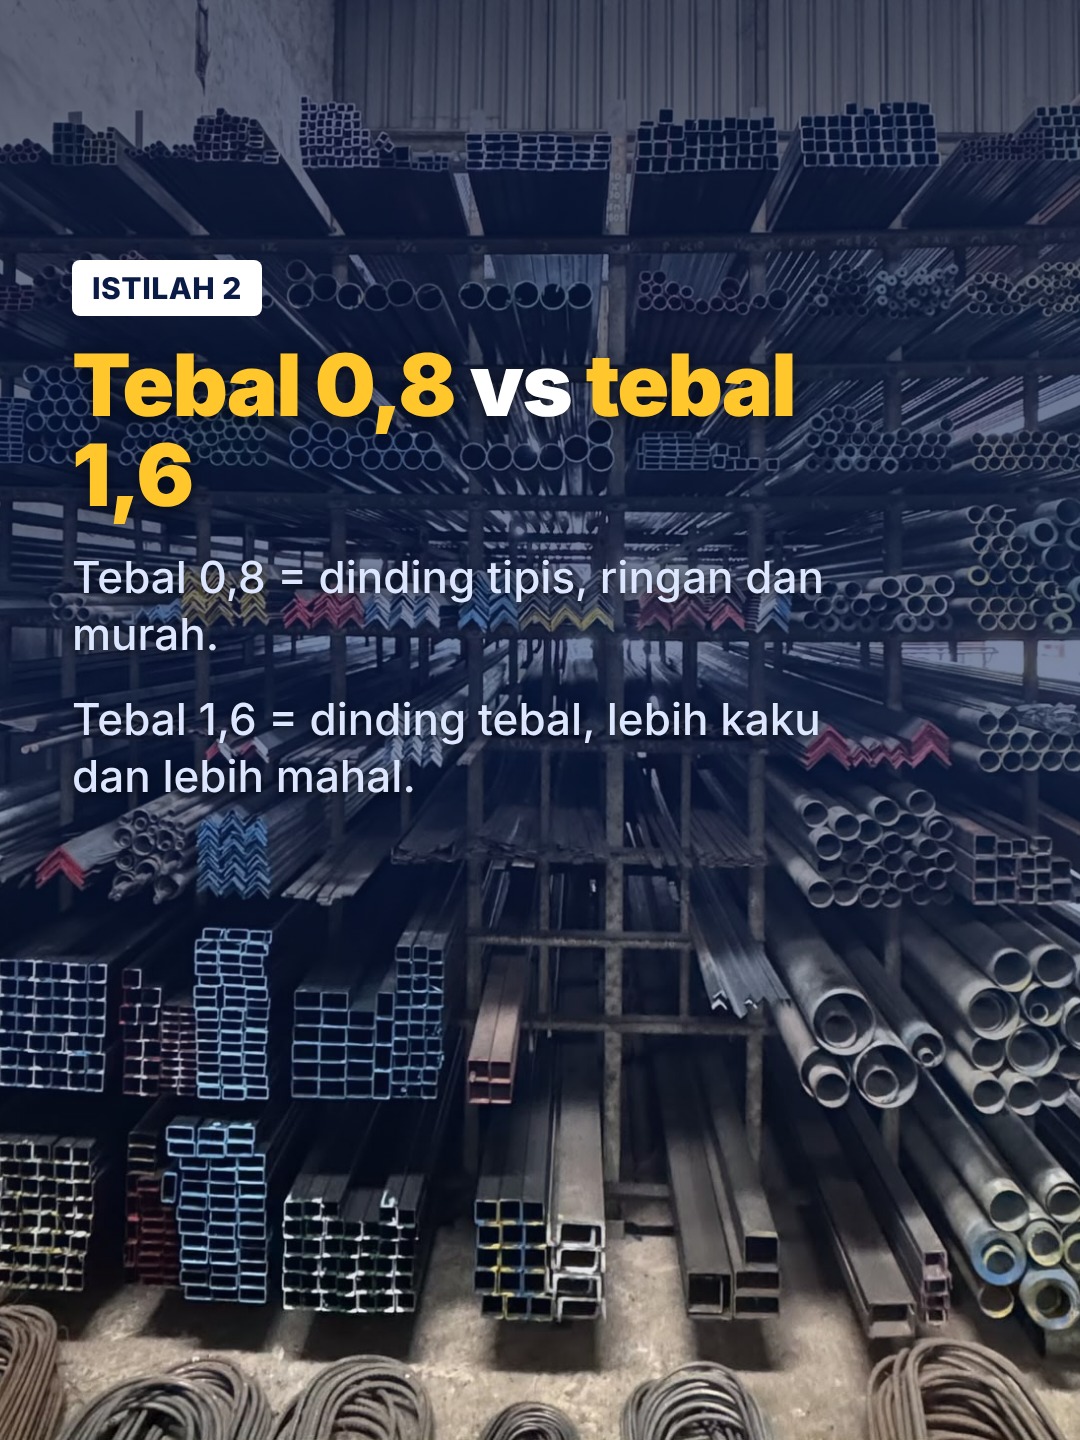 ISTILAH 2
Tebal 0,8 vs tebal
1,6
Tebal 0,8 = dinding tipis, ringan dan
murah.
Tebal 1,6 = dinding tebal, lebih kaku
dan lebih mahal.